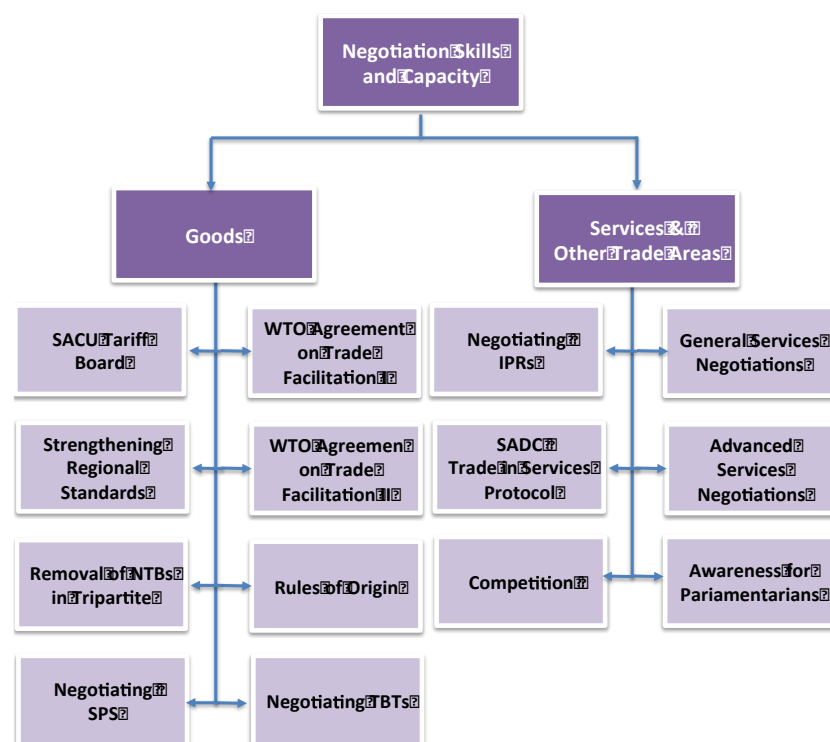 Negotiation Skills
and Capacity
Goods
Services &
Other Trade Areas
SACU Tariff
Board
WTO Agreement
on Trade
Facilitation I
Negotiating
IPRs
General Services
Negotiations
Strengthening
Regional
Standards
WTO Agreemen
on Trade
Facilitation II
SADC
Trade in Services
Protocol
Advanced
Services
Negotiations
Removal of NTBs
in Tripartite
Rules of Origin
Competition
Awareness for
Pariamentarians
Negotiating
SPS
Negotiating TBTs